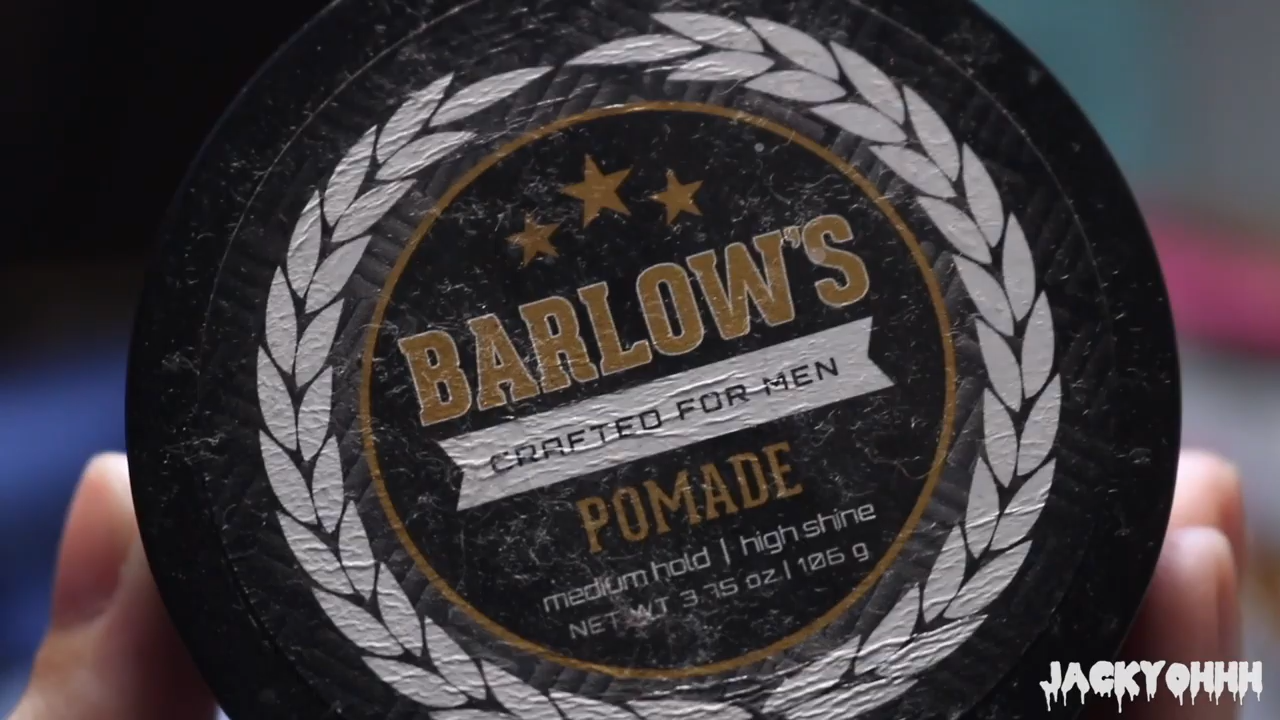 BARLOW'S
CRAFTED FOR MEN
POMADE
medium hold | high shine
NET WT 3.75 oz | 106 g
JACKYOHHH